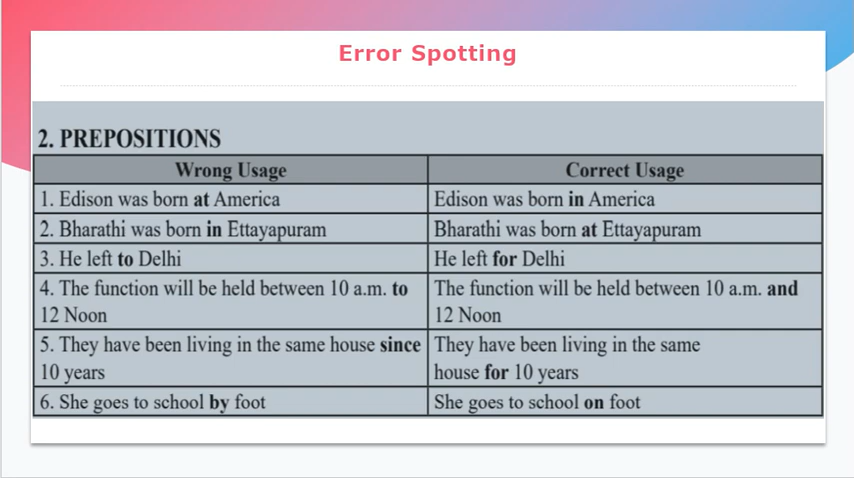 Error Spotting
2. PREPOSITIONS
Wrong Usage
Correct Usage
1. Edison was born at America
Edison was born in America
2. Bharathi was born in Ettayapuram
Bharathi was born at Ettayapuram
3. He left to Delhi
He left for Delhi
4. The function will be held between 10 a.m. to
12 Noon
The function will be held between 10 a.m. and
12 Noon
5. They have been living in the same house since
10 years
They have been living in the same
house for 10 years
6. She goes to school by foot
She goes to school on foot